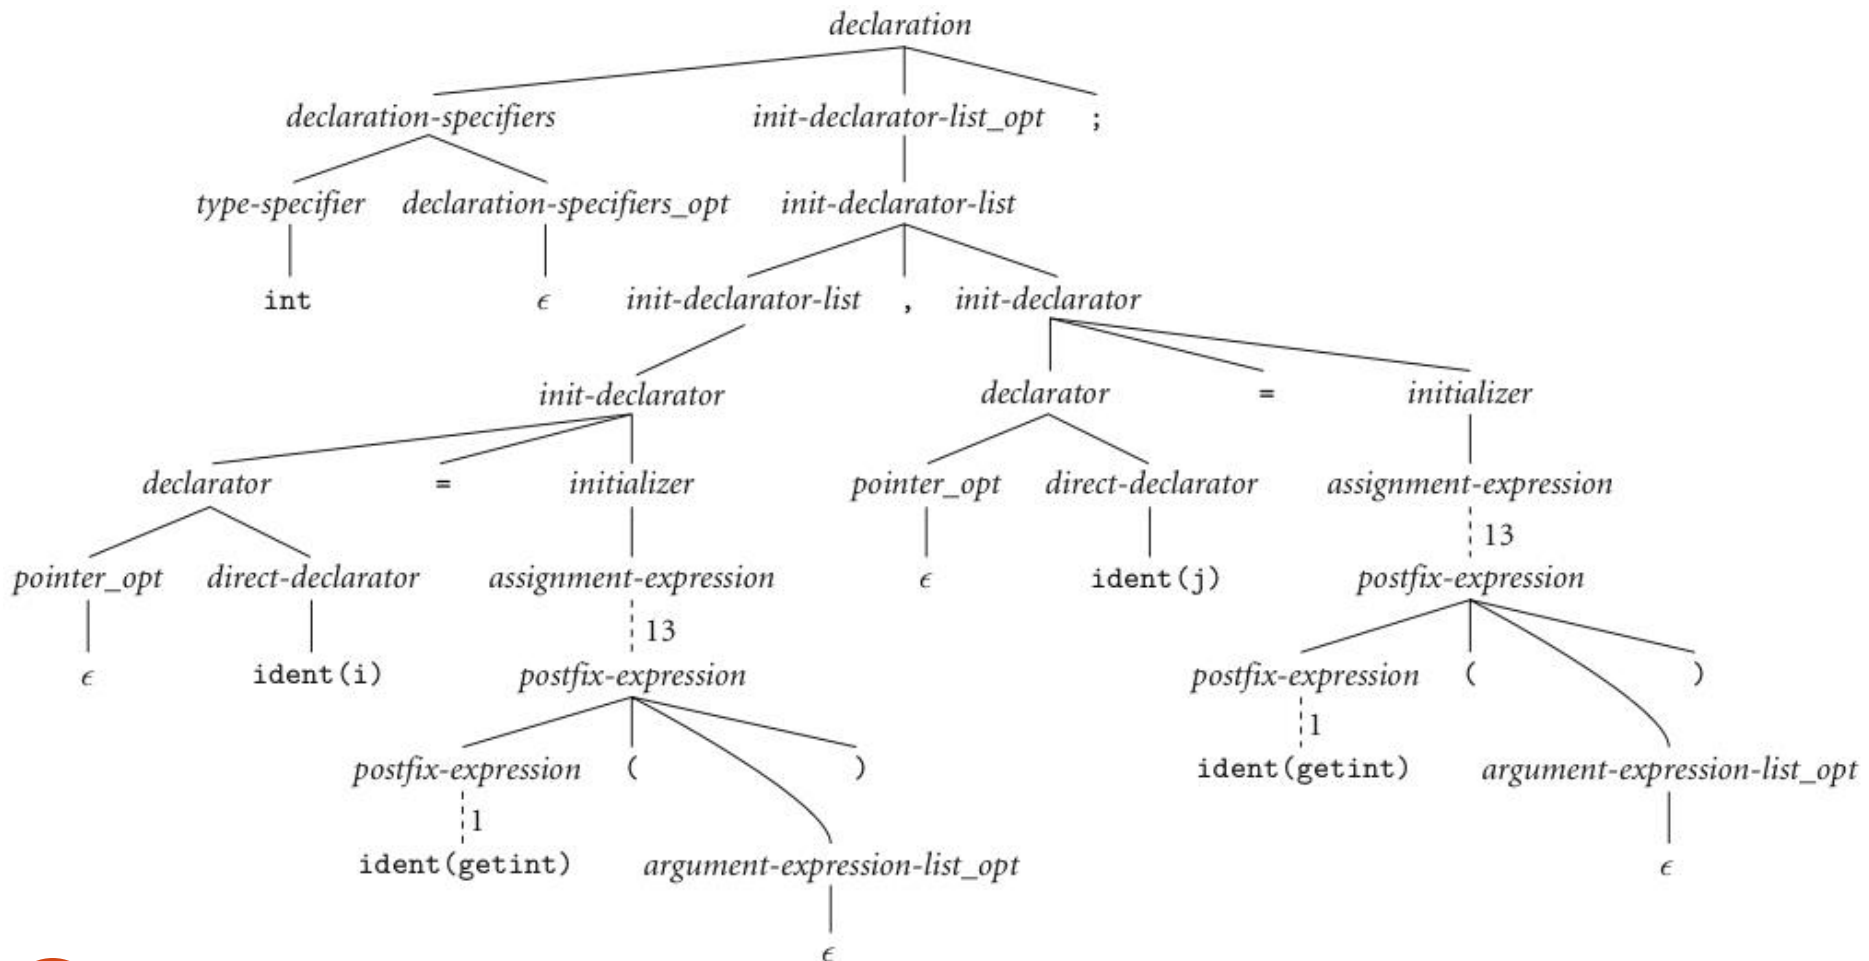 declaration
declaration-specifiers init-declarator-list_opt ;
type-specifier declaration-specifiers_opt init-declarator-list
int ϵ init-declarator-list , init-declarator
init-declarator declarator = initializer
declarator = initializer pointer_opt direct-declarator assignment-expression
13
pointer_opt direct-declarator assignment-expression ϵ ident(j) postfix-expression
13
ϵ ident(i) postfix-expression postfix-expression ( )
1
postfix-expression ( ) ident(getint) argument-expression-list_opt
1
ident(getint) argument-expression-list_opt ϵ
ϵ